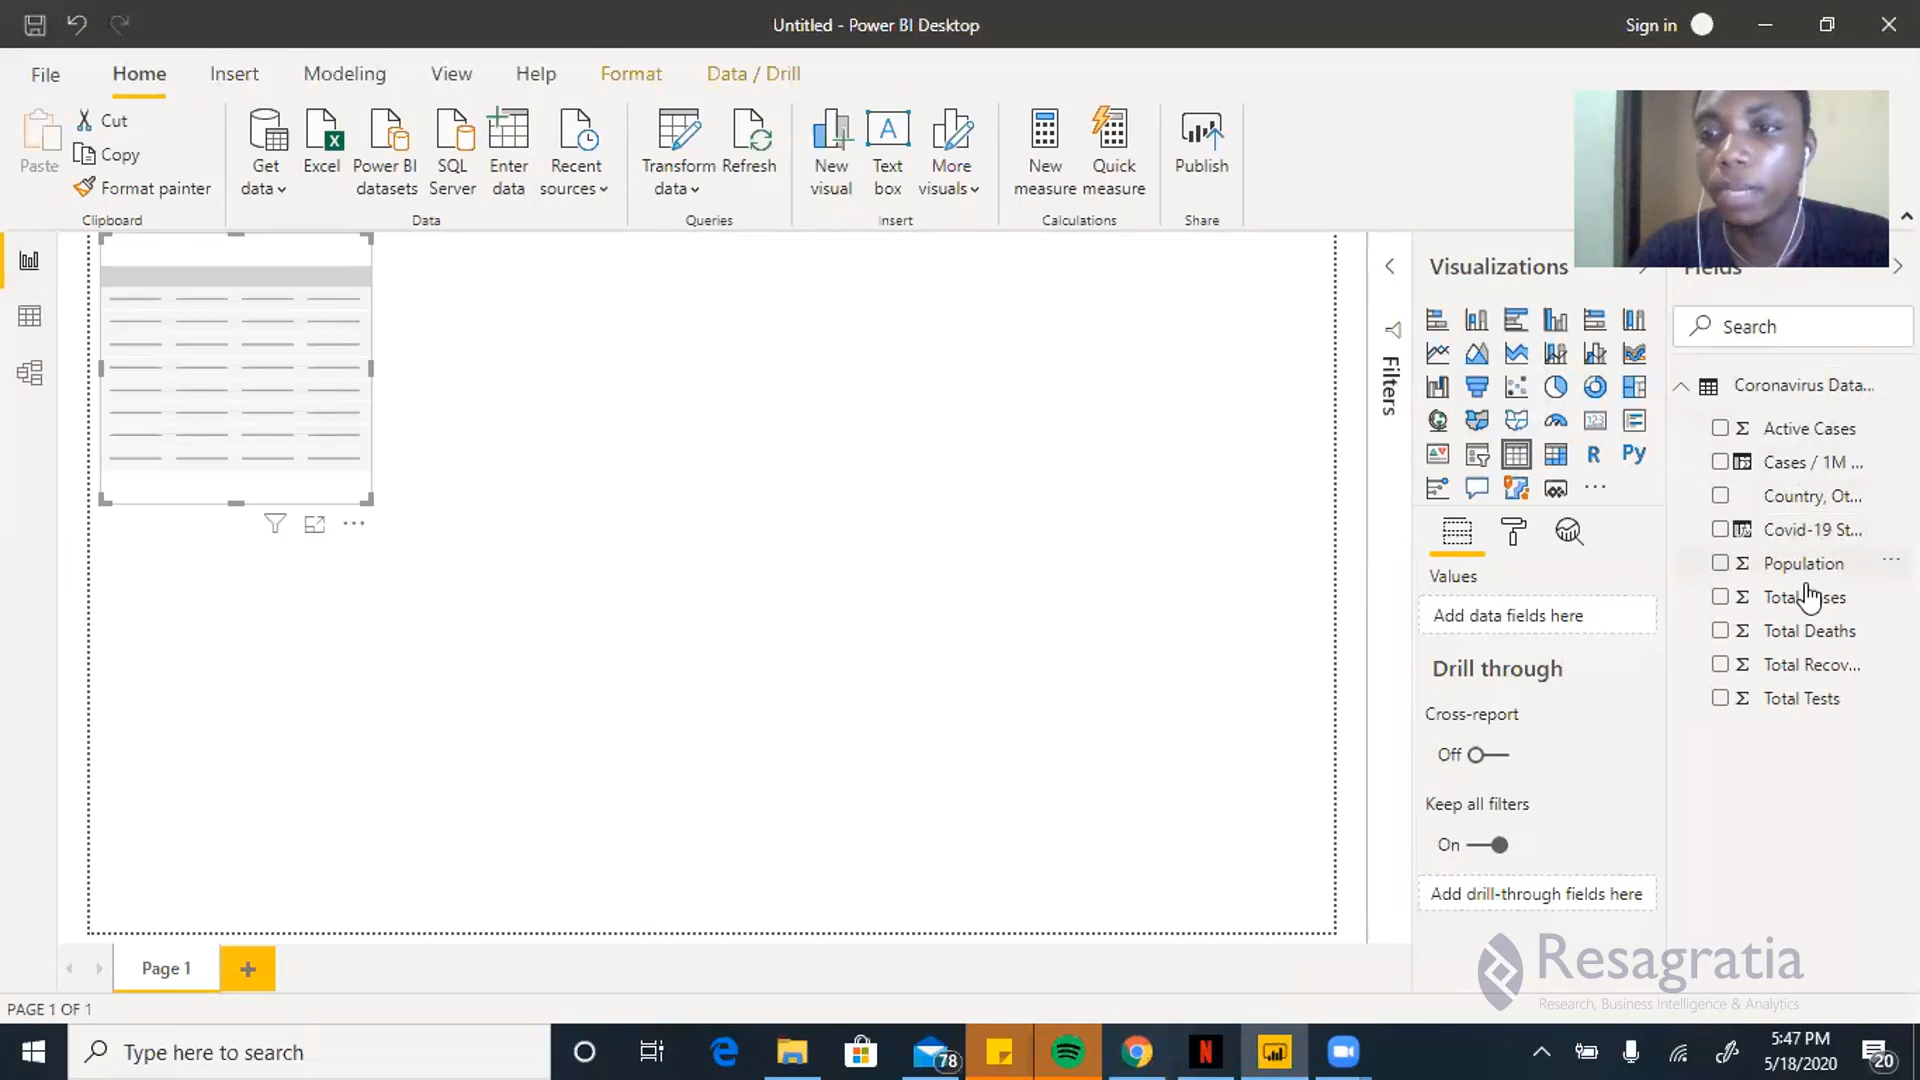 Untitled - Power BI Desktop
Sign in
File
Home
Insert
Modeling
View
Help
Format
Data / Drill
Paste
Cut
Copy
Format painter
Clipboard
Get data
Excel
Power BI datasets
SQL Server
Enter data
Recent sources
Data
Transform data
Refresh
Queries
New visual
A
Text box
More visuals
Insert
New measure
Quick measure
Calculations
Publish
Share
Filters
Visualizations
123
R
Py
Values
Add data fields here
Drill through
Cross-report
Off
Keep all filters
On
Add drill-through fields here
Fields
Search
Coronavirus Data...
Active Cases
Cases / 1M ...
Country, Ot...
Covid-19 St...
Population
Total Deaths
Total Recov...
Total Tests
Page 1
PAGE 1 OF 1
Resagratia
Research, Business Intelligence & Analytics
Type here to search
78
N
5:47 PM
5/18/2020
20